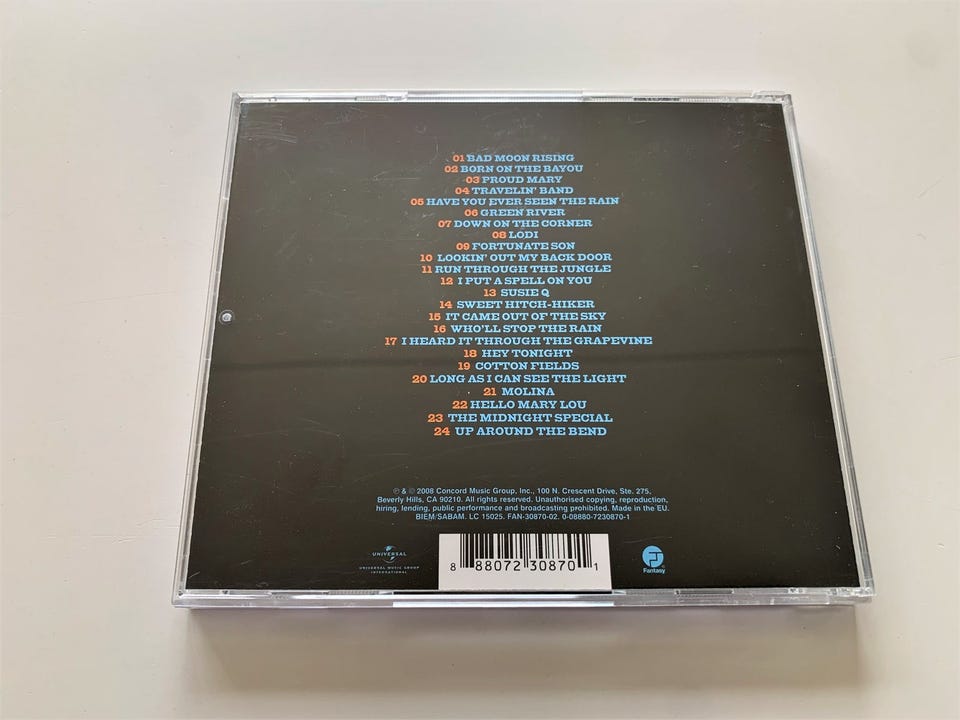 01 BAD MOON RISING
02 BORN ON THE BAYOU
03 PROUD MARY
04 TRAVELIN' BAND
05 HAVE YOU EVER SEEN THE RAIN
06 GREEN RIVER
07 DOWN ON THE CORNER
08 LODI
09 FORTUNATE SON
10 LOOKIN' OUT MY BACK DOOR
11 RUN THROUGH THE JUNGLE
12 I PUT A SPELL ON YOU
13 SUSIE Q
14 SWEET HITCH-HIKER
15 IT CAME OUT OF THE SKY
16 WHO'LL STOP THE RAIN
17 I HEARD IT THROUGH THE GRAPEVINE
18 HEY TONIGHT
19 COTTON FIELDS
20 LONG AS I CAN SEE THE LIGHT
21 MOLINA
22 HELLO MARY LOU
23 THE MIDNIGHT SPECIAL
24 UP AROUND THE BEND
℗ & © 2008 Concord Music Group, Inc., 100 N. Crescent Drive, Ste. 275,
Beverly Hills, CA 90210. All rights reserved. Unauthorised copying, reproduction,
hiring, lending, public performance and broadcasting prohibited. Made in the EU.
BIEM/SABAM. LC 15025. FAN-30870-02. 0-08880-7230870-1
UNIVERSAL
UNIVERSAL MUSIC GROUP
INTERNATIONAL
8 88072 30870 1
Fantasy